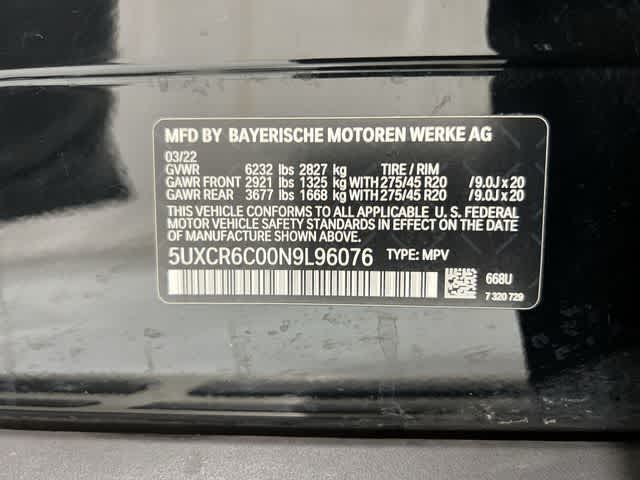 MFD BY BAYERISCHE MOTOREN WERKE AG
03/22
GVWR 6232 lbs 2827 kg TIRE / RIM
GAWR FRONT 2921 lbs 1325 kg WITH 275/45 R20 /9.0J x 20
GAWR REAR 3677 lbs 1668 kg WITH 275/45 R20 /9.0J x 20
THIS VEHICLE CONFORMS TO ALL APPLICABLE U. S. FEDERAL
MOTOR VEHICLE SAFETY STANDARDS IN EFFECT ON THE
DATE OF MANUFACTURE SHOWN ABOVE.
5UXCR6C00N9L96076 TYPE: MPV
668U
7 320 729